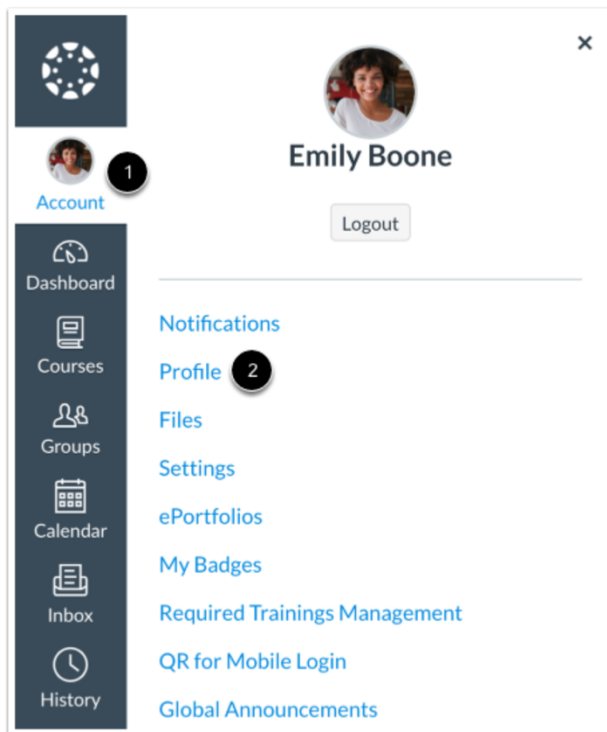 1
Account
Dashboard
Courses
Groups
Calendar
Inbox
History
×
Emily Boone
Logout
Notifications
Profile 2
Files
Settings
ePortfolios
My Badges
Required Trainings Management
QR for Mobile Login
Global Announcements